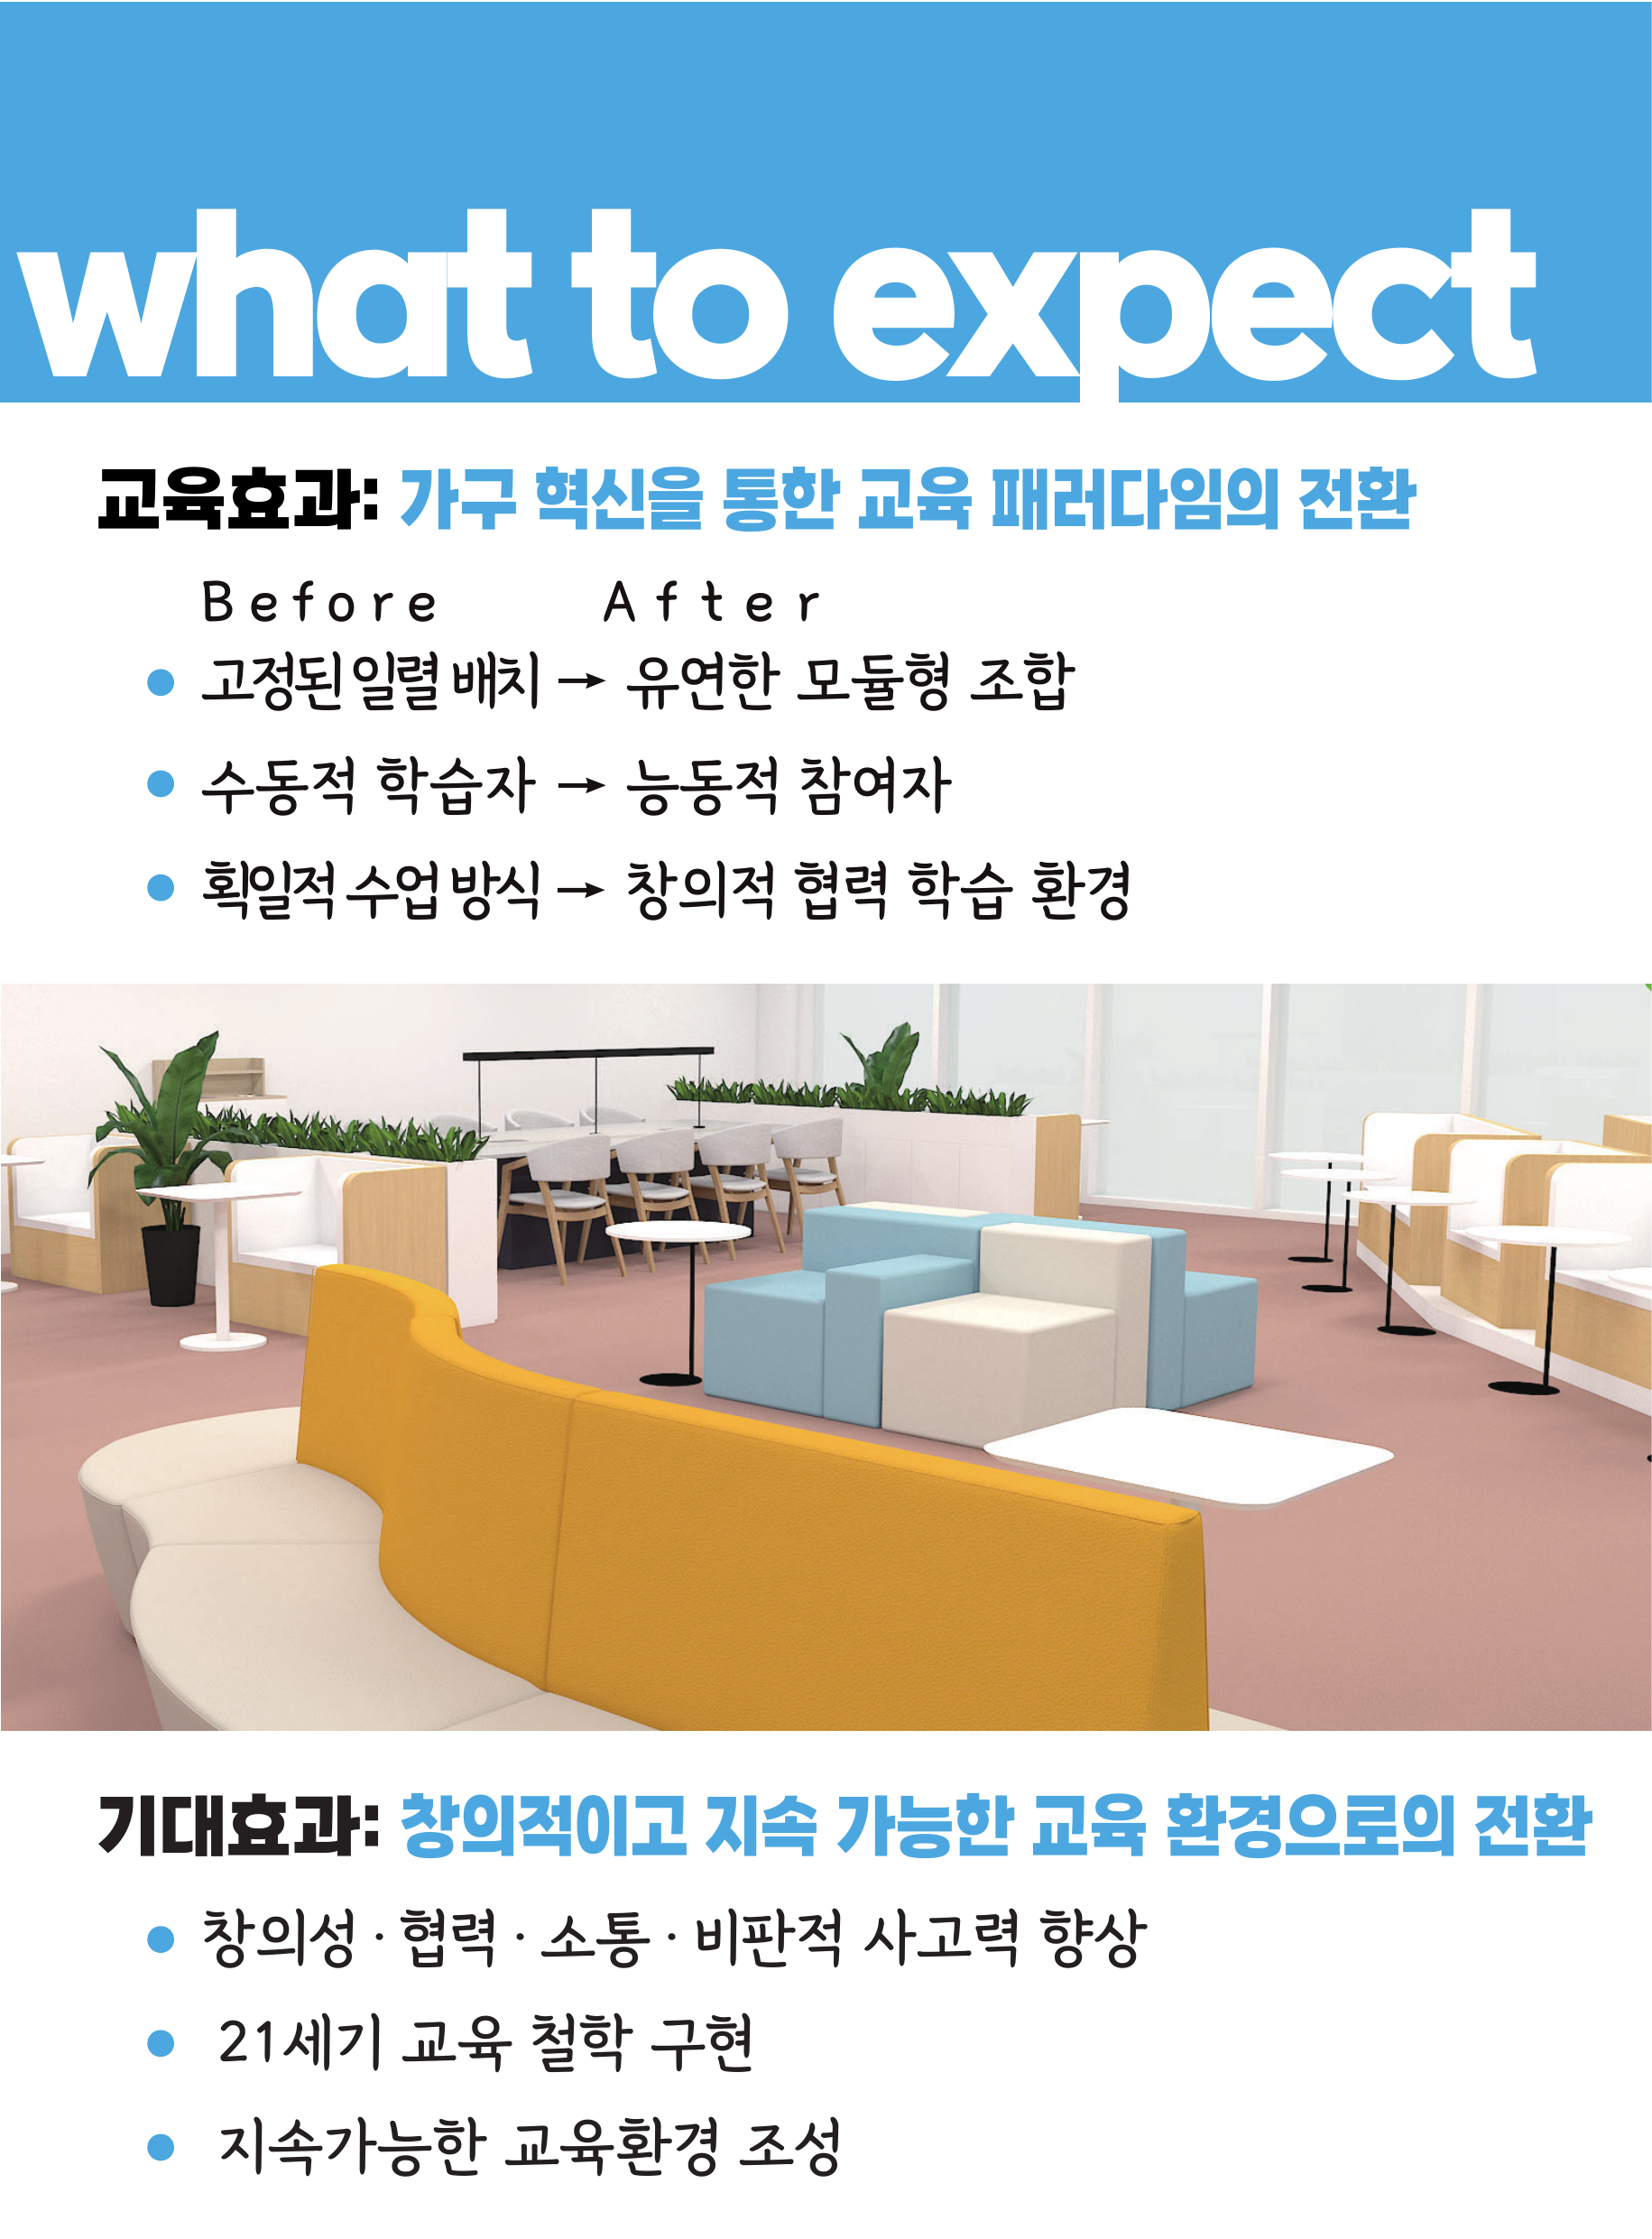 what to expect
교육효과: 가구 혁신을 통한 교육 패러다임의 전환
Before After
● 고정된 일렬 배치 → 유연한 모듈형 조합
● 수동적 학습자 → 능동적 참여자
● 획일적 수업 방식 → 창의적 협력 학습 환경
기대효과: 창의적이고 지속 가능한 교육 환경으로의 전환
● 창의성 · 협력 · 소통 · 비판적 사고력 향상
● 21세기 교육 철학 구현
● 지속가능한 교육환경 조성